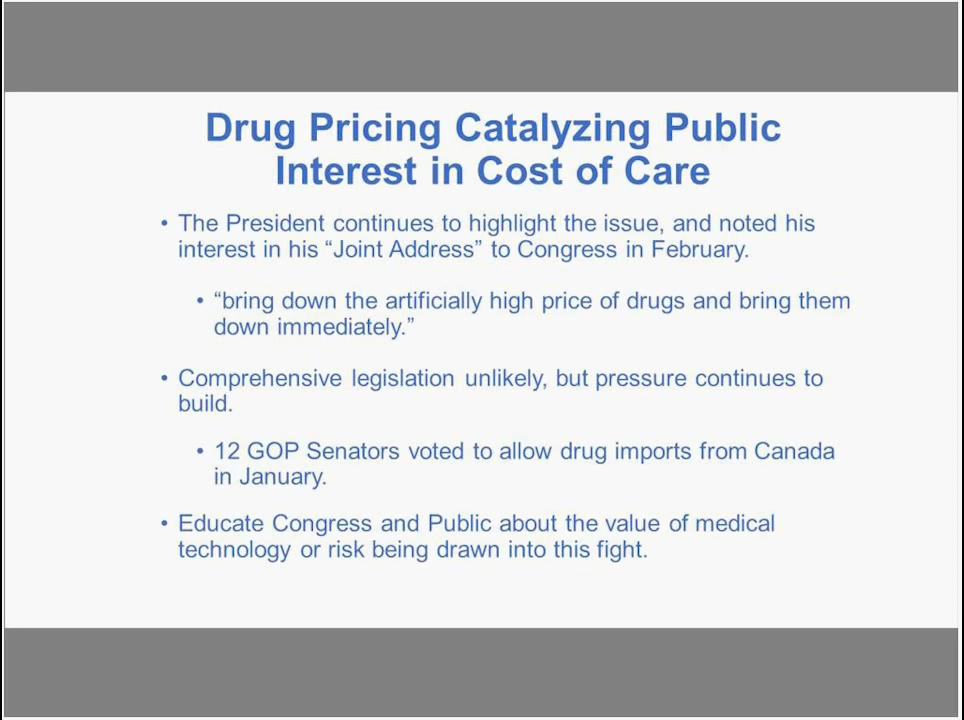 Drug Pricing Catalyzing Public
Interest in Cost of Care
• The President continues to highlight the issue, and noted his
interest in his “Joint Address” to Congress in February.
• “bring down the artificially high price of drugs and bring them
down immediately.”
• Comprehensive legislation unlikely, but pressure continues to
build.
• 12 GOP Senators voted to allow drug imports from Canada
in January.
• Educate Congress and Public about the value of medical
technology or risk being drawn into this fight.